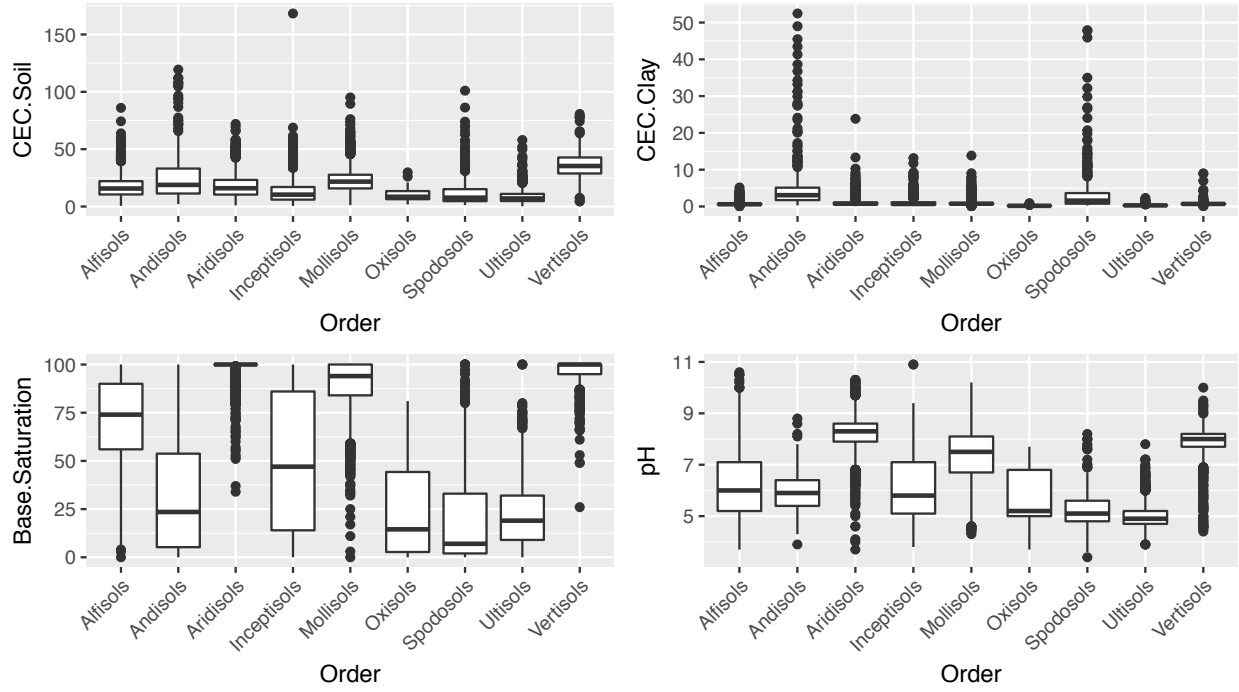 CEC.Soil
150
100
50
0
Alfisols
Andisols
Aridisols
Inceptisols
Mollisols
Oxisols
Spodosols
Ultisols
Vertisols
Order
CEC.Clay
50
40
30
20
10
0
Alfisols
Andisols
Aridisols
Inceptisols
Mollisols
Oxisols
Spodosols
Ultisols
Vertisols
Order
Base.Saturation
100
75
50
25
0
Alfisols
Andisols
Aridisols
Inceptisols
Mollisols
Oxisols
Spodosols
Ultisols
Vertisols
Order
pH
11
9
7
5
Alfisols
Andisols
Aridisols
Inceptisols
Mollisols
Oxisols
Spodosols
Ultisols
Vertisols
Order